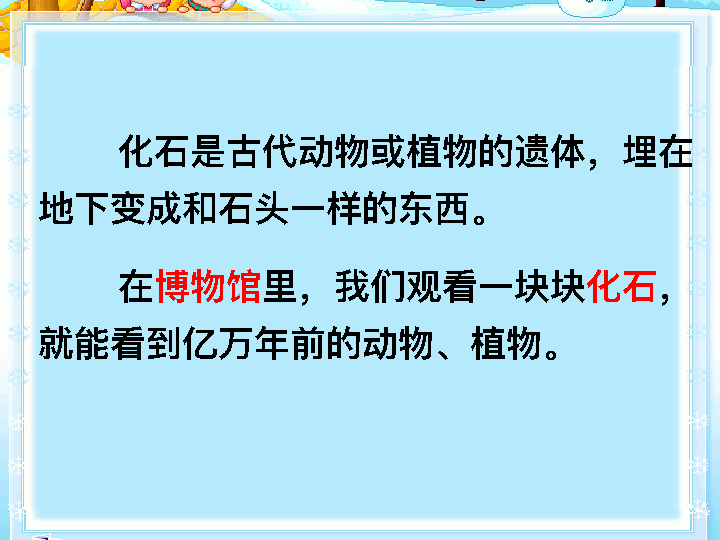 化石是古代动物或植物的遗体，埋在
地下变成和石头一样的东西。
在博物馆里，我们观看一块块化石，
就能看到亿万年前的动物、植物。